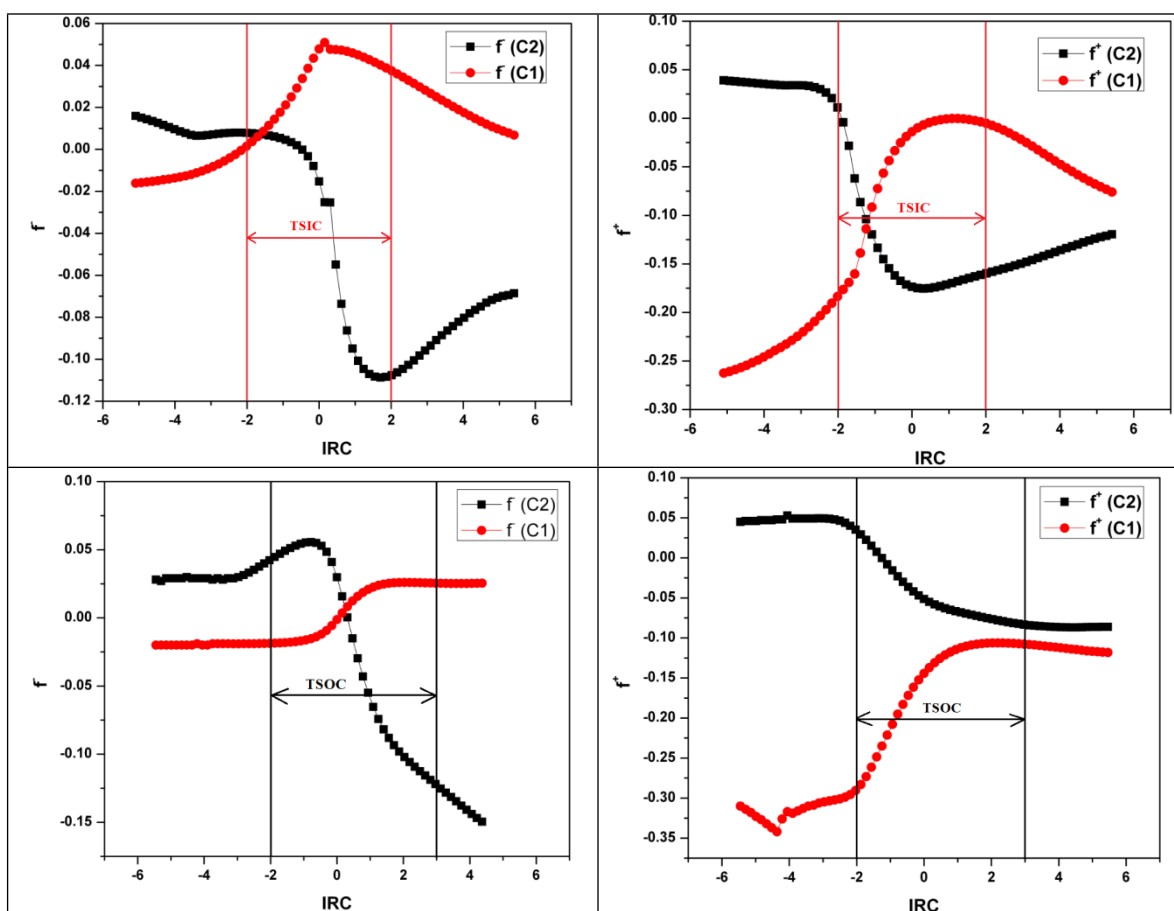 0.06
0.04
0.02
0.00
-0.02
-0.04
-0.06
-0.08
-0.10
-0.12
f⁻
f⁻ (C2)
f⁻ (C1)
TSIC
-6 -4 -2 0 2 4 6
IRC
0.10
0.05
0.00
-0.05
-0.10
-0.15
-0.20
-0.25
-0.30
f⁺
f⁺ (C2)
f⁺ (C1)
TSIC
-6 -4 -2 0 2 4 6
IRC
0.10
0.05
0.00
-0.05
-0.10
-0.15
f⁻
f⁻ (C2)
f⁻ (C1)
TSOC
-6 -4 -2 0 2 4 6
IRC
0.10
0.05
0.00
-0.05
-0.10
-0.15
-0.20
-0.25
-0.30
-0.35
f⁺
f⁺ (C2)
f⁺ (C1)
TSOC
-6 -4 -2 0 2 4 6
IRC